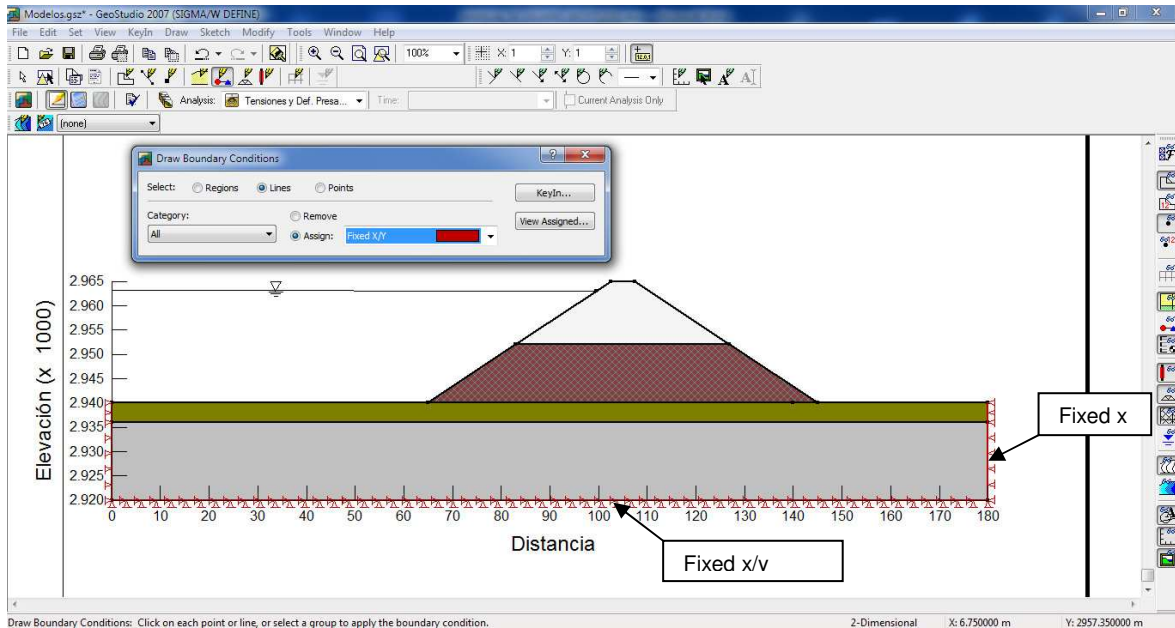 Modelos.gsz* - GeoStudio 2007 (SIGMA/W DEFINE)
File Edit Set View KeyIn Draw Sketch Modify Tools Window Help
100% X: 1 Y: 1
Analysis: Tensiones y Def. Presa... Time: Current Analysis Only
(none)
Draw Boundary Conditions
Select: Regions Lines Points
KeyIn...
Category: Remove
View Assigned...
All Assign: Fixed X/Y
Elevación (x 1000)
2.965
2.960
2.955
2.950
2.945
2.940
2.935
2.930
2.925
2.920
0 10 20 30 40 50 60 70 80 90 100 110 120 130 140 150 160 170 180
Distancia
Fixed x
Fixed x/v
Draw Boundary Conditions: Click on each point or line, or select a group to apply the boundary condition. 2-Dimensional X: 6.750000 m Y: 2957.350000 m